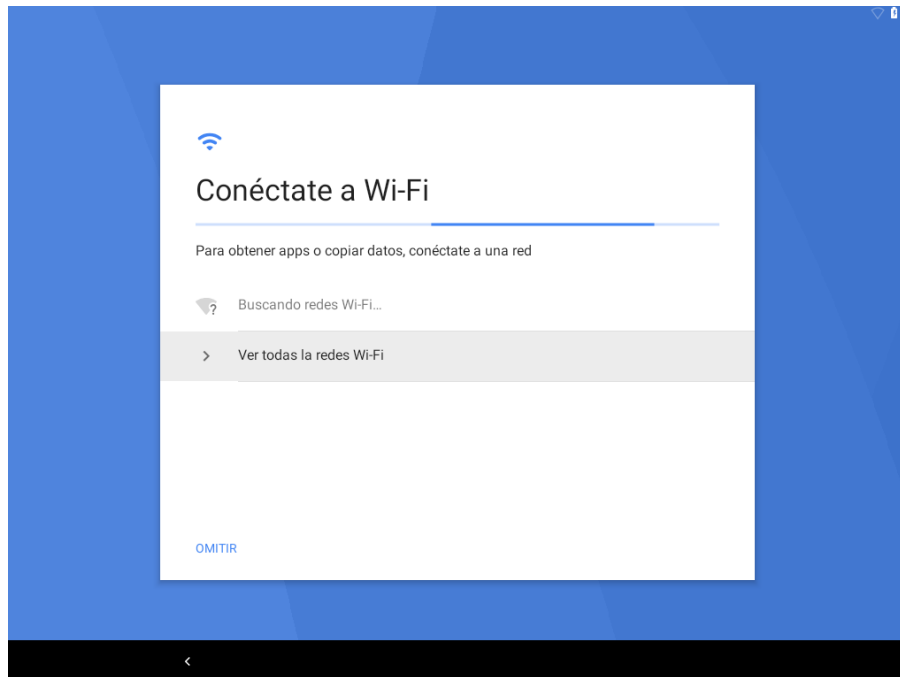 Conéctate a Wi-Fi
Para obtener apps o copiar datos, conéctate a una red
Buscando redes Wi-Fi…
Ver todas la redes Wi-Fi
OMITIR